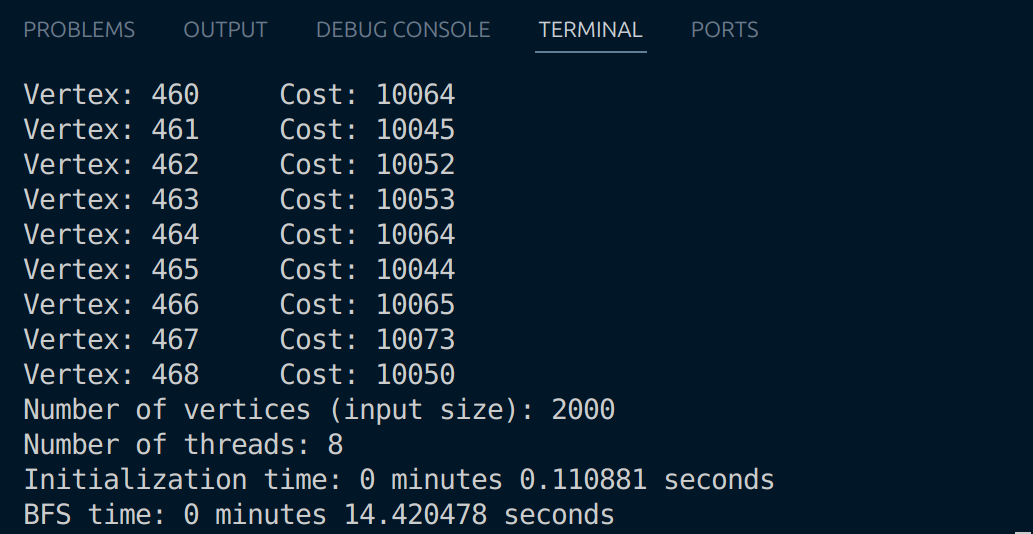 PROBLEMS OUTPUT DEBUG CONSOLE TERMINAL PORTS
Vertex: 460     Cost: 10064
Vertex: 461     Cost: 10045
Vertex: 462     Cost: 10052
Vertex: 463     Cost: 10053
Vertex: 464     Cost: 10064
Vertex: 465     Cost: 10044
Vertex: 466     Cost: 10065
Vertex: 467     Cost: 10073
Vertex: 468     Cost: 10050
Number of vertices (input size): 2000
Number of threads: 8
Initialization time: 0 minutes 0.110881 seconds
BFS time: 0 minutes 14.420478 seconds